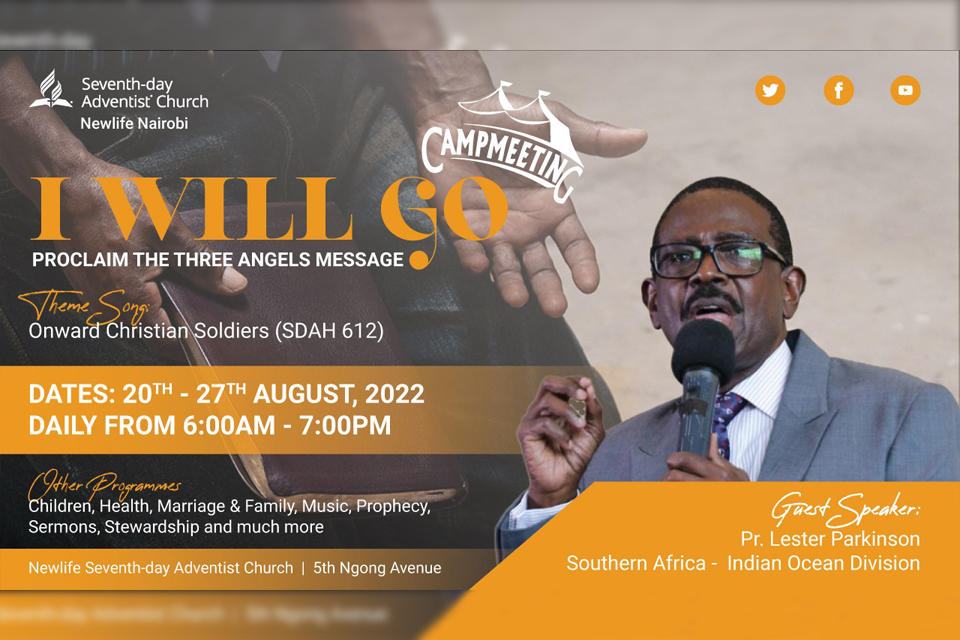 Seventh-day
Adventist Church
Newlife Nairobi
CAMPMEETING
I WILL GO
PROCLAIM THE THREE ANGELS MESSAGE
Theme Song:
Onward Christian Soldiers (SDAH 612)
DATES: 20TH - 27TH AUGUST, 2022
DAILY FROM 6:00AM - 7:00PM
Other Programmes
Children, Health, Marriage & Family, Music, Prophecy,
Sermons, Stewardship and much more
Newlife Seventh-day Adventist Church | 5th Ngong Avenue
Guest Speaker:
Pr. Lester Parkinson
Southern Africa - Indian Ocean Division